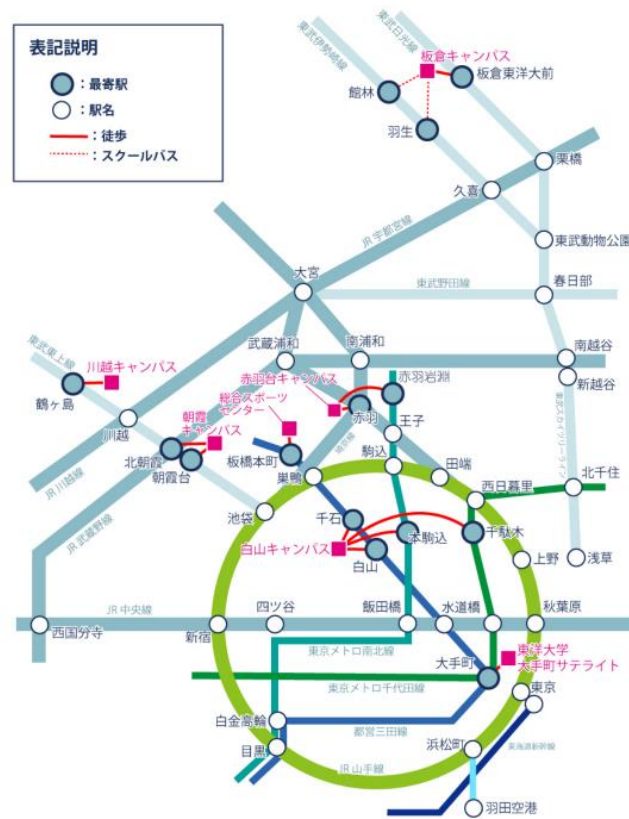 表記説明
：最寄駅
：駅名
：徒歩
：スクールバス
東武伊勢崎線
東武日光線
板倉キャンパス
板倉東洋大前
館林
羽生
栗橋
久喜
JR宇都宮線
東武動物公園
大宮
東武野田線
春日部
武蔵浦和
南浦和
南越谷
新越谷
東武東上線
川越キャンパス
鶴ヶ島
赤羽台キャンパス
赤羽岩淵
総合スポーツ
センター
赤羽
王子
埼京線
東武スカイツリーライン
川越
朝霞
キャンパス
北朝霞
朝霞台
板橋本町
駒込
巣鴨
田端
西日暮里
北千住
JR川越線
JR武蔵野線
池袋
千石
本駒込
千駄木
白山キャンパス
白山
上野
浅草
JR中央線
西国分寺
新宿
四ツ谷
飯田橋
水道橋
秋葉原
東京メトロ南北線
大手町
東洋大学
大手町サテライト
東京メトロ千代田線
東京
白金高輪
都営三田線
浜松町
東海道新幹線
目黒
JR山手線
羽田空港